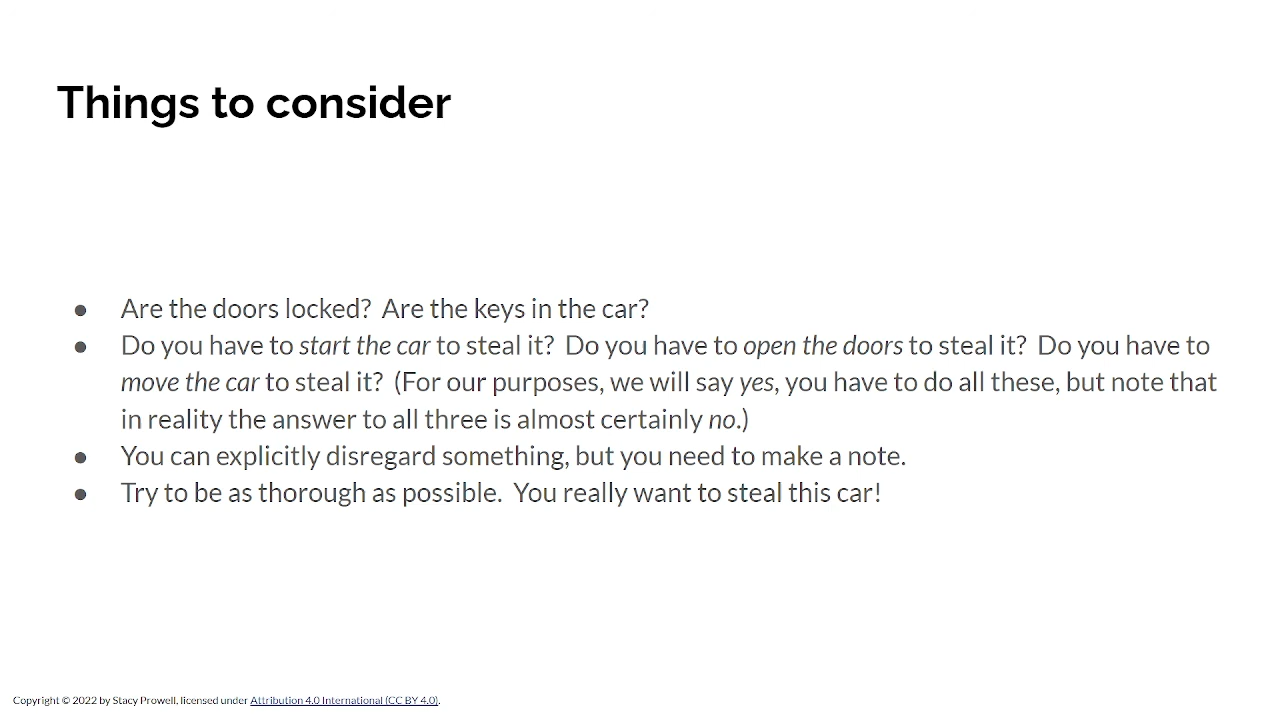 Things to consider
● Are the doors locked?  Are the keys in the car?
● Do you have to start the car to steal it?  Do you have to open the doors to steal it?  Do you have to
move the car to steal it?  (For our purposes, we will say yes, you have to do all these, but note that
in reality the answer to all three is almost certainly no.)
● You can explicitly disregard something, but you need to make a note.
● Try to be as thorough as possible.  You really want to steal this car!
Copyright © 2022 by Stacy Prowell, licensed under Attribution 4.0 International (CC BY 4.0).